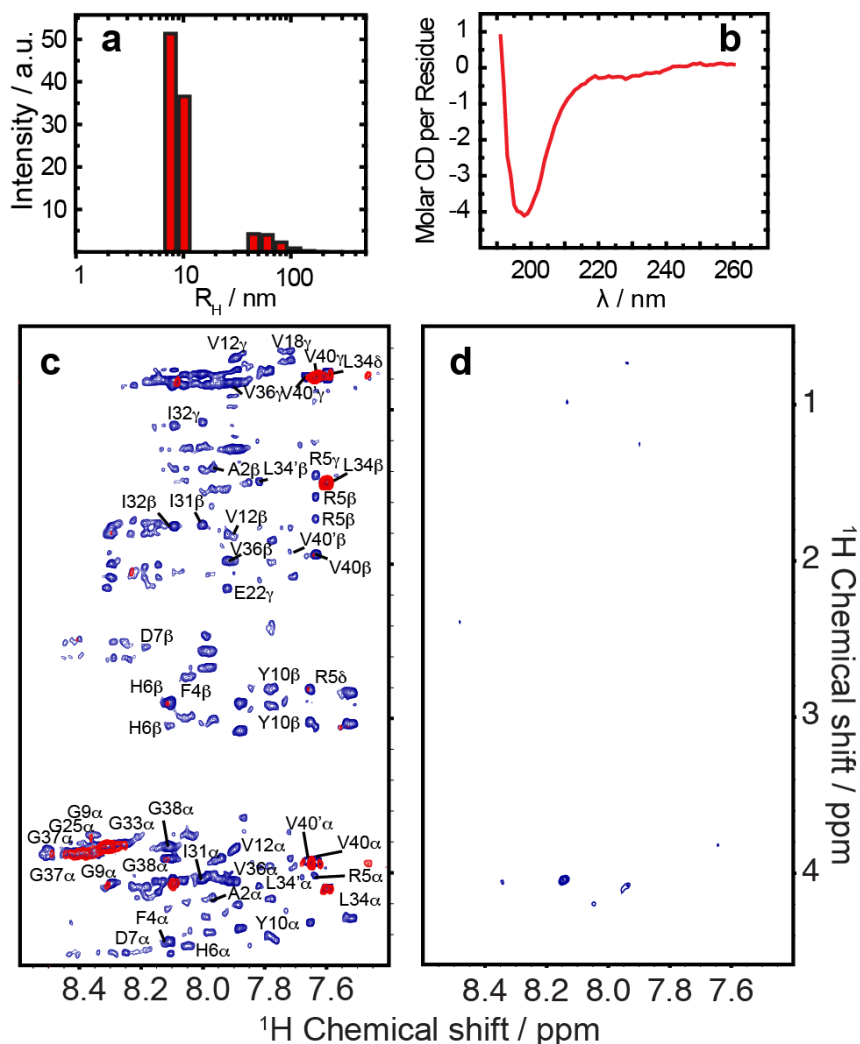 a
Intensity / a.u.
50
40
30
20
10
1
10
100
R_H / nm
b
Molar CD per Residue
1
0
-1
-2
-3
-4
200
220
240
260
λ / nm
c
V12γ
V18γ
V40γ
L34δ
V36γ
V40'γ
I32γ
R5γ
A2β
L34'β
L34β
I32β
I31β
R5β
V12β
R5β
V40'β
V36β
V40β
E22γ
D7β
H6β
F4β
Y10β
R5δ
H6β
Y10β
G9α
G25α
G33α
G38α
V40'α
V40α
G37α
I31α
V12α
G37α
G9α
G38α
V36α
R5α
L34'α
A2α
L34α
F4α
Y10α
D7α
H6α
8.4
8.2
8.0
7.8
7.6
d
1
2
3
4
¹H Chemical shift / ppm
8.4
8.2
8.0
7.8
7.6
¹H Chemical shift / ppm